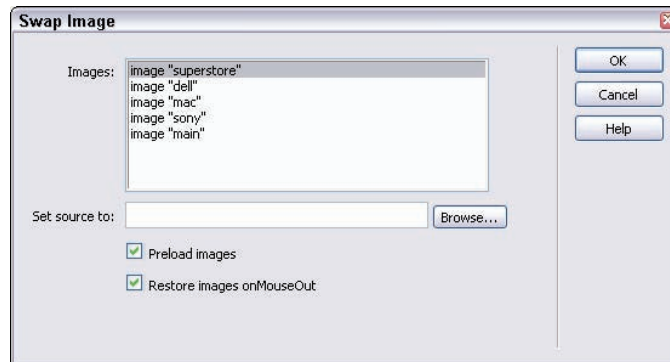 Swap Image
Images:
image "superstore"
image "dell"
image "mac"
image "sony"
image "main"
Set source to:
Browse...
Preload images
Restore images onMouseOut
OK
Cancel
Help